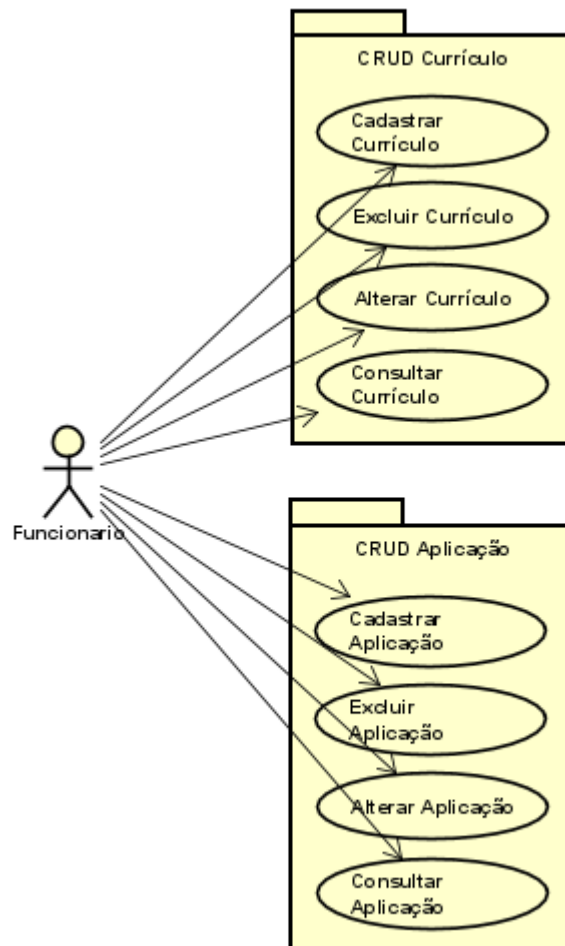 CRUD Currículo
Cadastrar
Currículo
Excluir Currículo
Alterar Currículo
Consultar
Currículo
Funcionario
CRUD Aplicação
Cadastrar
Aplicação
Excluir
Aplicação
Alterar Aplicação
Consultar
Aplicação